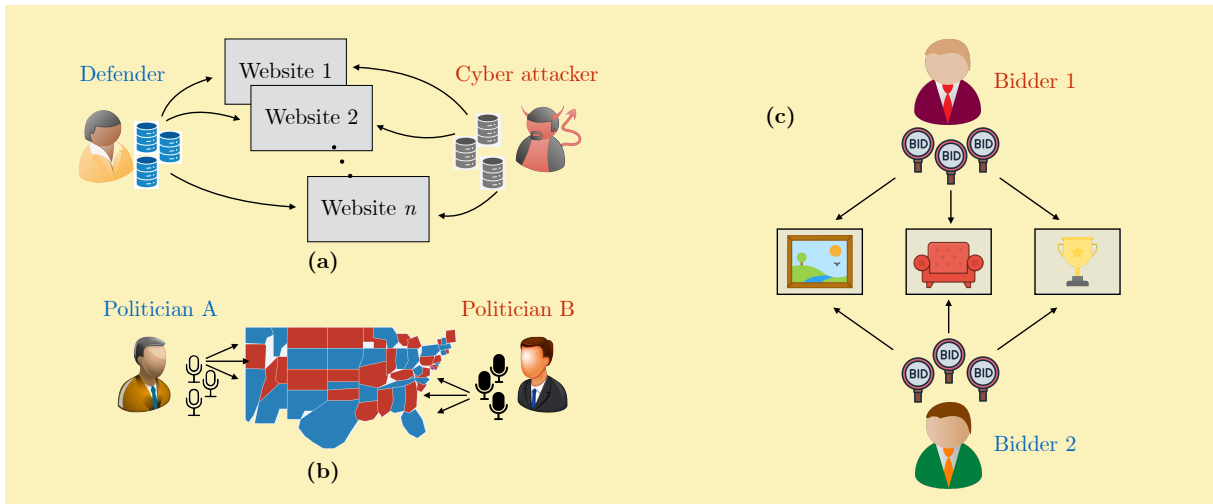 Defender
Website 1
Cyber attacker
Website 2
Website n
(a)
Politician A
Politician B
(b)
(c)
Bidder 1
BID
BID
BID
BID
BID
BID
Bidder 2